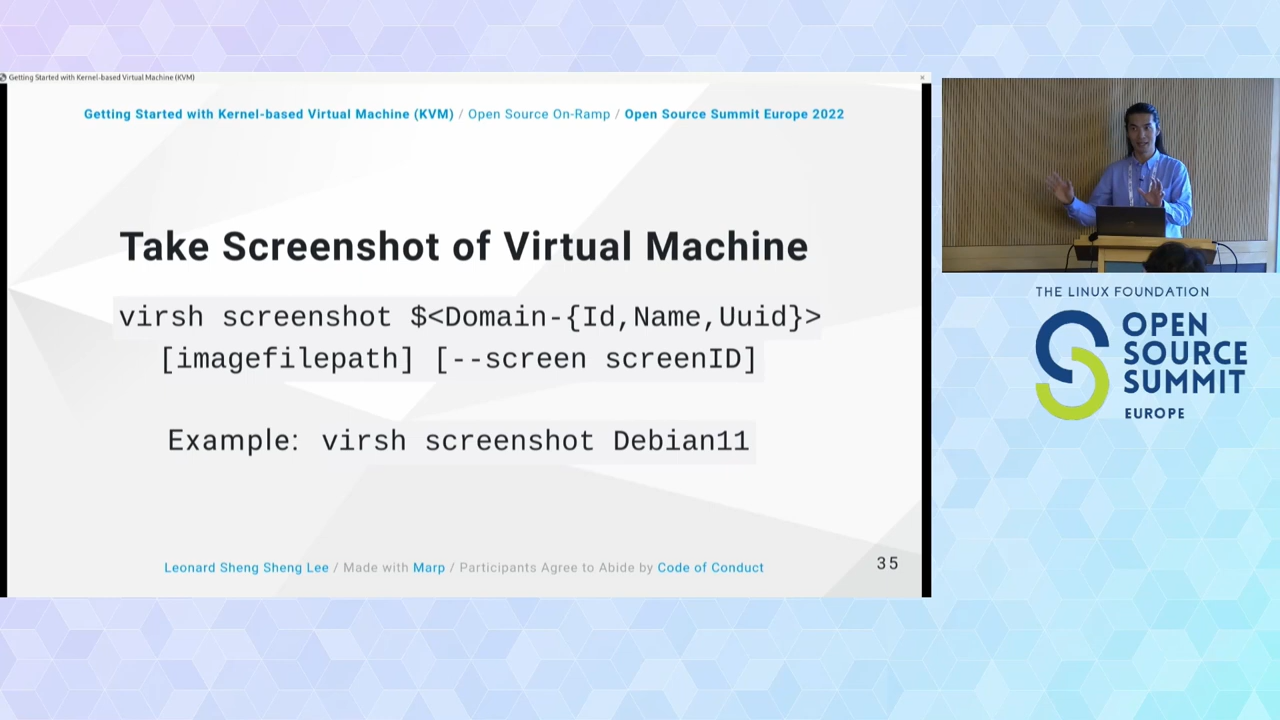 Getting Started with Kernel-based Virtual Machine (KVM)
Getting Started with Kernel-based Virtual Machine (KVM) / Open Source On-Ramp / Open Source Summit Europe 2022
Take Screenshot of Virtual Machine
virsh screenshot $<Domain-{Id,Name,Uuid}>
[imagefilepath] [--screen screenID]
Example: virsh screenshot Debian11
Leonard Sheng Sheng Lee / Made with Marp / Participants Agree to Abide by Code of Conduct
35
THE LINUX FOUNDATION
OPEN
SOURCE
SUMMIT
EUROPE